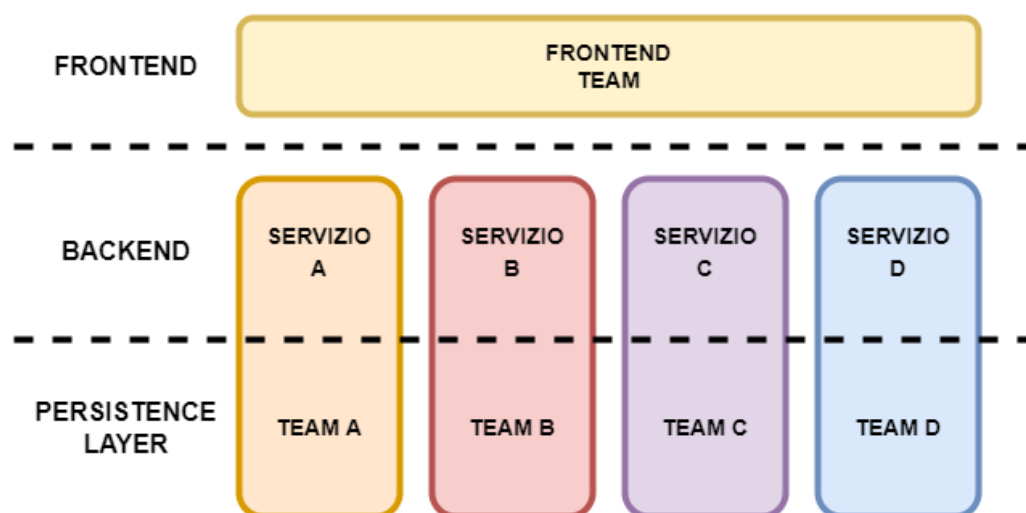 FRONTEND
FRONTEND
TEAM
BACKEND
SERVIZIO
A
SERVIZIO
B
SERVIZIO
C
SERVIZIO
D
PERSISTENCE
LAYER
TEAM A
TEAM B
TEAM C
TEAM D